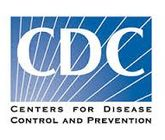 CDC
CENTERS FOR DISEASE
CONTROL AND PREVENTION